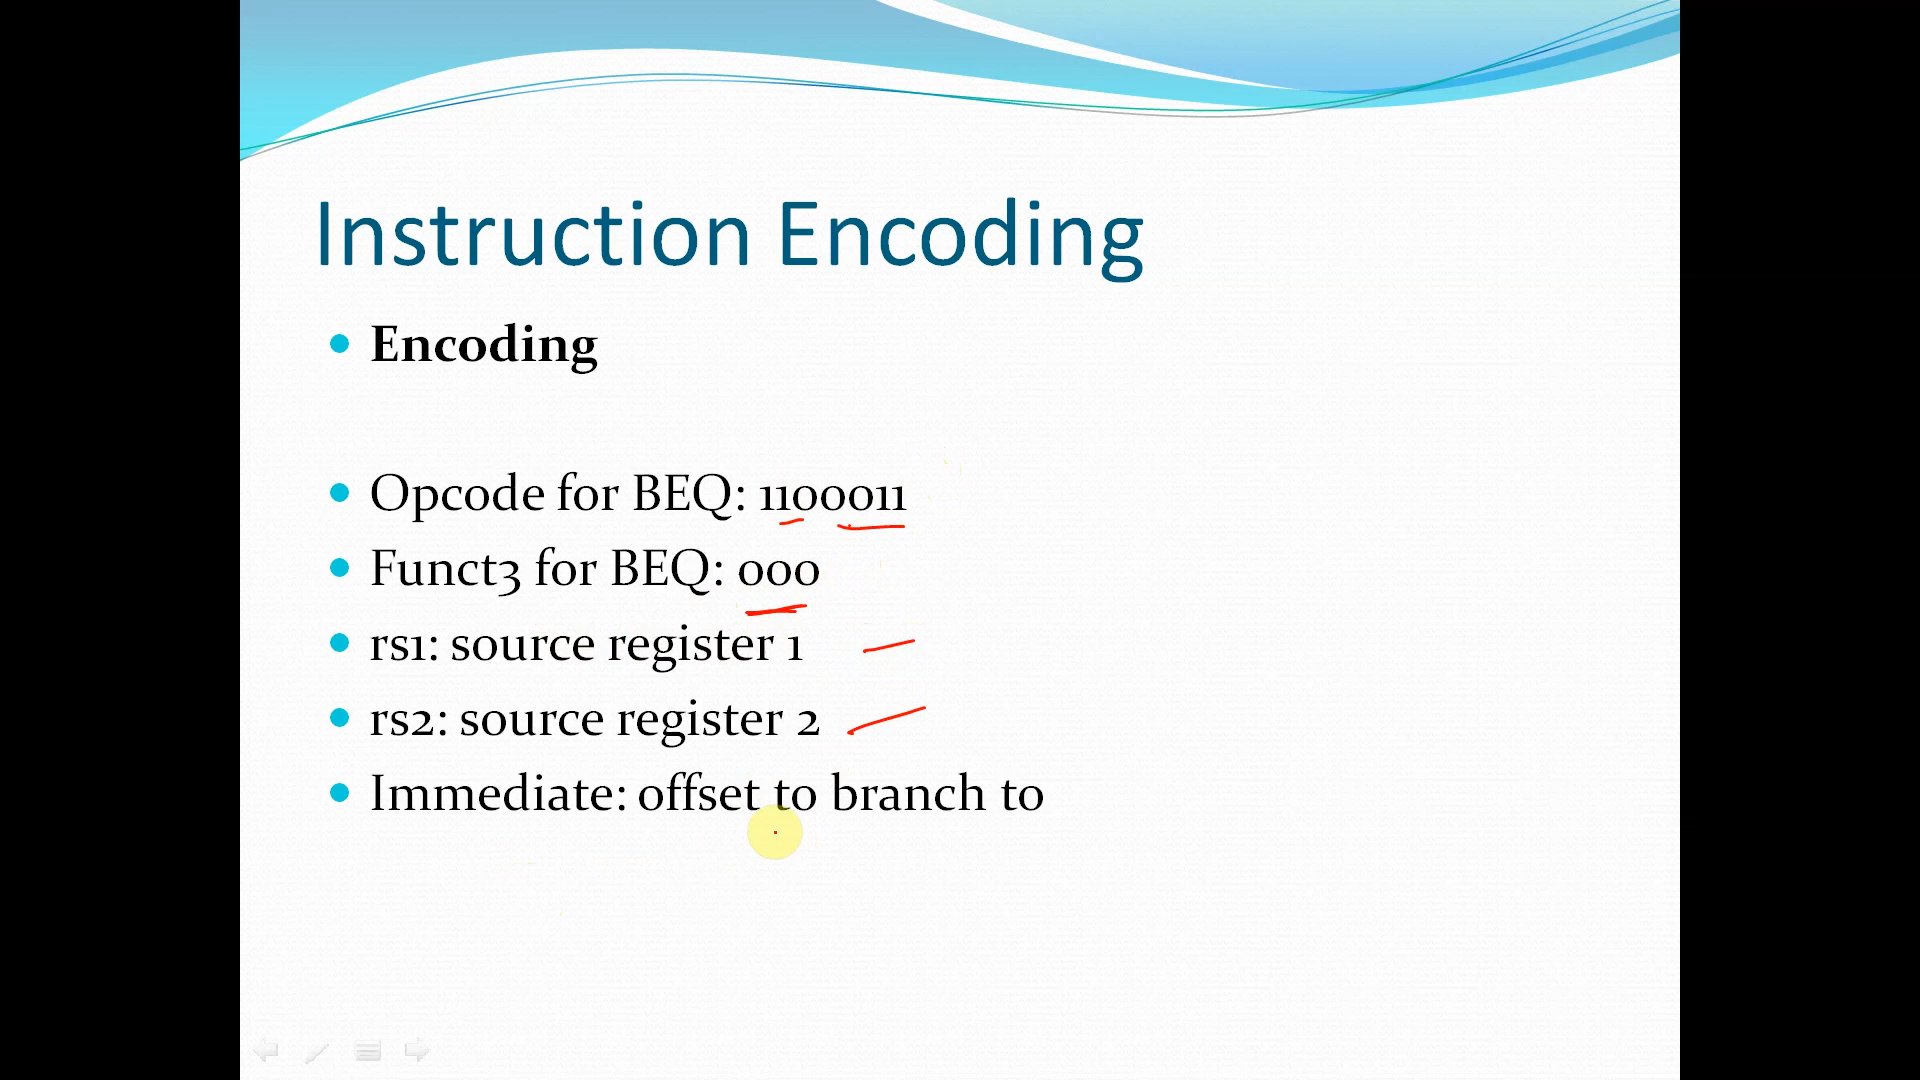 Instruction Encoding
Encoding
Opcode for BEQ: 1100011
Funct3 for BEQ: 000
rs1: source register 1
rs2: source register 2
Immediate: offset to branch to